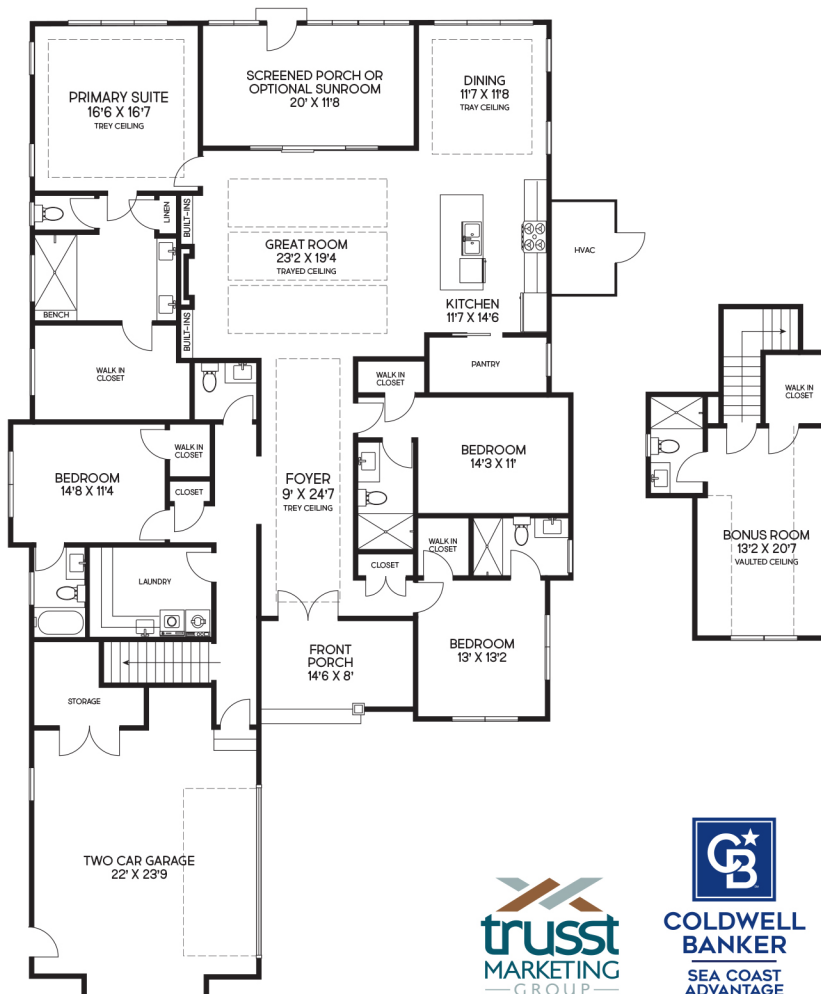 PRIMARY SUITE
16'6 X 16'7
TREY CEILING
SCREENED PORCH OR
OPTIONAL SUNROOM
20' X 11'8
DINING
11'7 X 11'8
TRAY CEILING
LINEN
BUILT-INS
GREAT ROOM
23'2 X 19'4
TRAYED CEILING
HVAC
BENCH
KITCHEN
11'7 X 14'6
BUILT-INS
WALK IN
CLOSET
WALK IN
CLOSET
PANTRY
WALK IN
CLOSET
BEDROOM
14'8 X 11'4
WALK IN
CLOSET
CLOSET
FOYER
9' X 24'7
TREY CEILING
BEDROOM
14'3 X 11'
BONUS ROOM
13'2 X 20'7
VAULTED CEILING
LAUNDRY
CLOSET
WALK IN
CLOSET
FRONT
PORCH
14'6 X 8'
BEDROOM
13' X 13'2
STORAGE
TWO CAR GARAGE
22' X 23'9
trusst
MARKETING
GROUP
CB
COLDWELL
BANKER
SEA COAST
ADVANTAGE